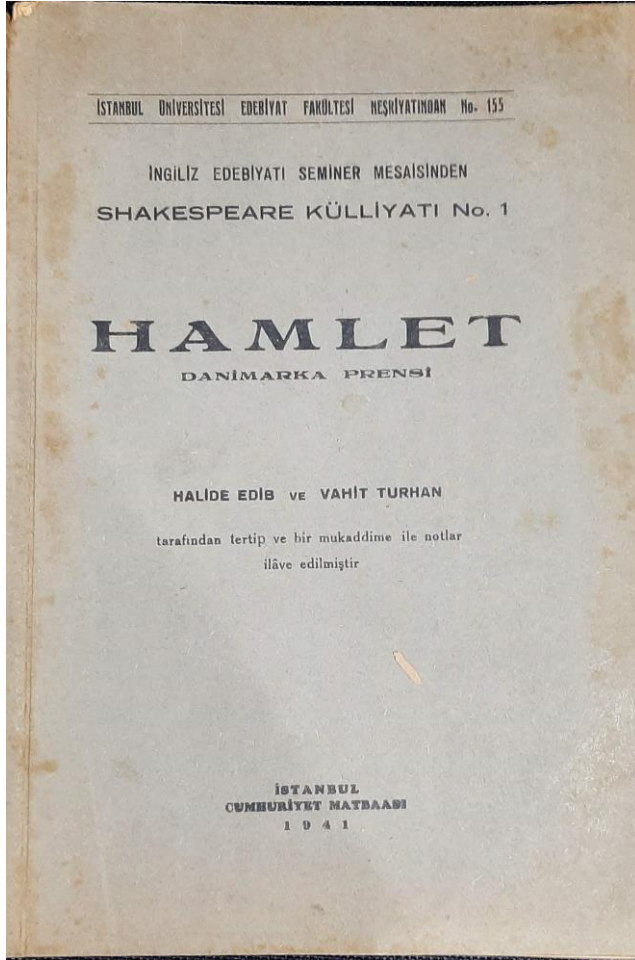 İSTANBUL ÜNİVERSİTESİ EDEBİYAT FAKÜLTESİ NEŞRİYATINDAN No. 155
İNGİLİZ EDEBİYATI SEMİNER MESAİSİNDEN
SHAKESPEARE KÜLLİYATI No. 1
HAMLET
DANİMARKA PRENSİ
HALİDE EDİB VE VAHİT TURHAN
tarafından tertip ve bir mukaddime ile notlar
ilâve edilmiştir
İSTANBUL
CUMHURİYET MATBAASI
1941